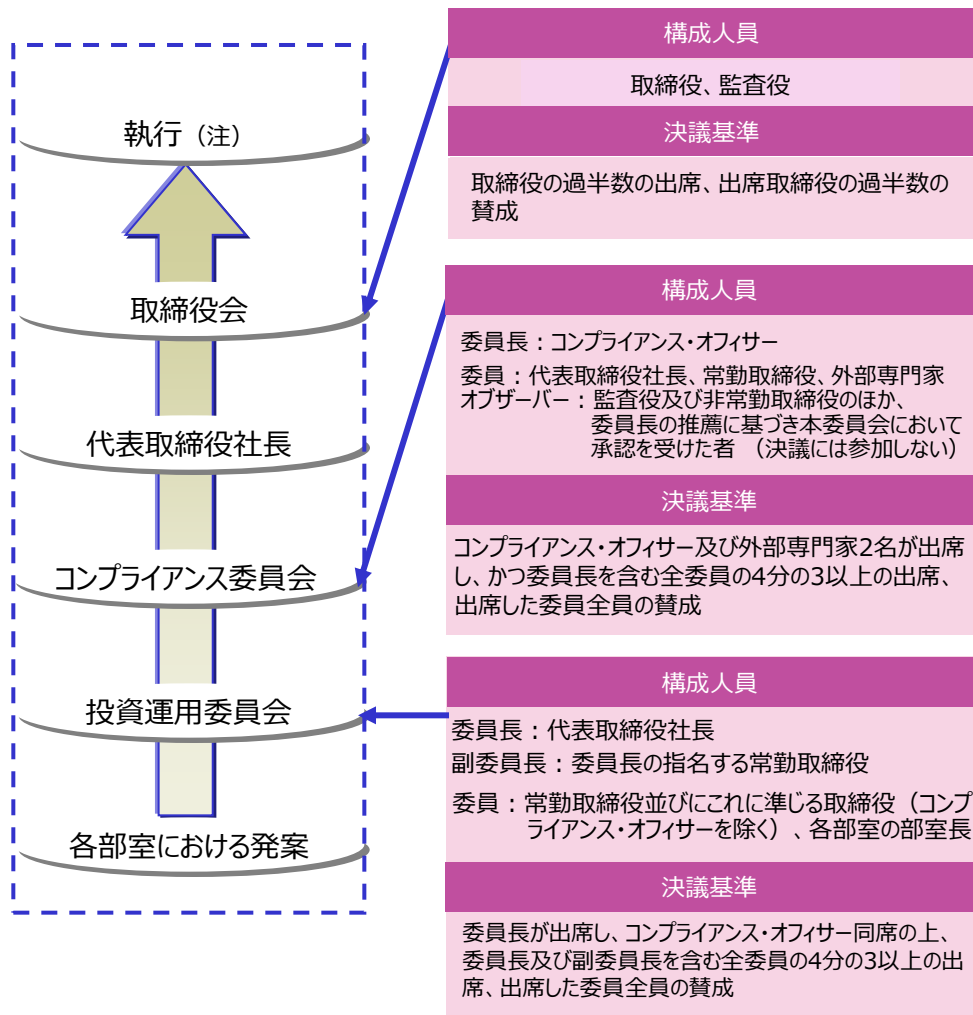 執行（注）
取締役会
代表取締役社長
コンプライアンス委員会
投資運用委員会
各部室における発案
構成人員
取締役、監査役
決議基準
取締役の過半数の出席、出席取締役の過半数の
賛成
構成人員
委員長：コンプライアンス・オフィサー
委員：代表取締役社長、常勤取締役、外部専門家
オブザーバー：監査役及び非常勤取締役のほか、
委員長の推薦に基づき本委員会において
承認を受けた者　（決議には参加しない）
決議基準
コンプライアンス・オフィサー及び外部専門家2名が出席
し、かつ委員長を含む全委員の4分の3以上の出席、
出席した委員全員の賛成
構成人員
委員長：代表取締役社長
副委員長：委員長の指名する常勤取締役
委員：常勤取締役並びにこれに準じる取締役（コンプ
ライアンス・オフィサーを除く）、各部室の部室長
決議基準
委員長が出席し、コンプライアンス・オフィサー同席の上、
委員長及び副委員長を含む全委員の4分の3以上の出
席、出席した委員全員の賛成